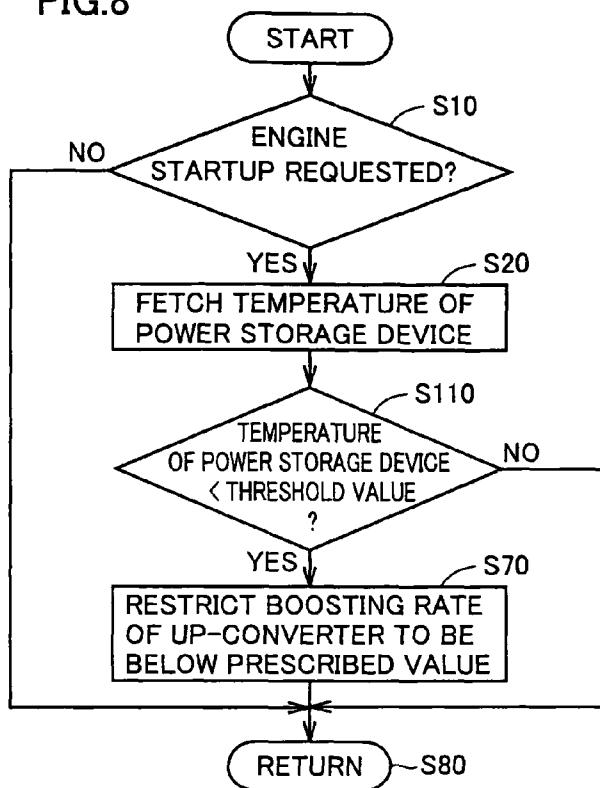 FIG.8
START
S10
ENGINE
STARTUP REQUESTED?
NO
YES
S20
FETCH TEMPERATURE OF
POWER STORAGE DEVICE
S110
TEMPERATURE
OF POWER STORAGE DEVICE
< THRESHOLD VALUE
?
NO
YES
S70
RESTRICT BOOSTING RATE
OF UP-CONVERTER TO BE
BELOW PRESCRIBED VALUE
RETURN
S80